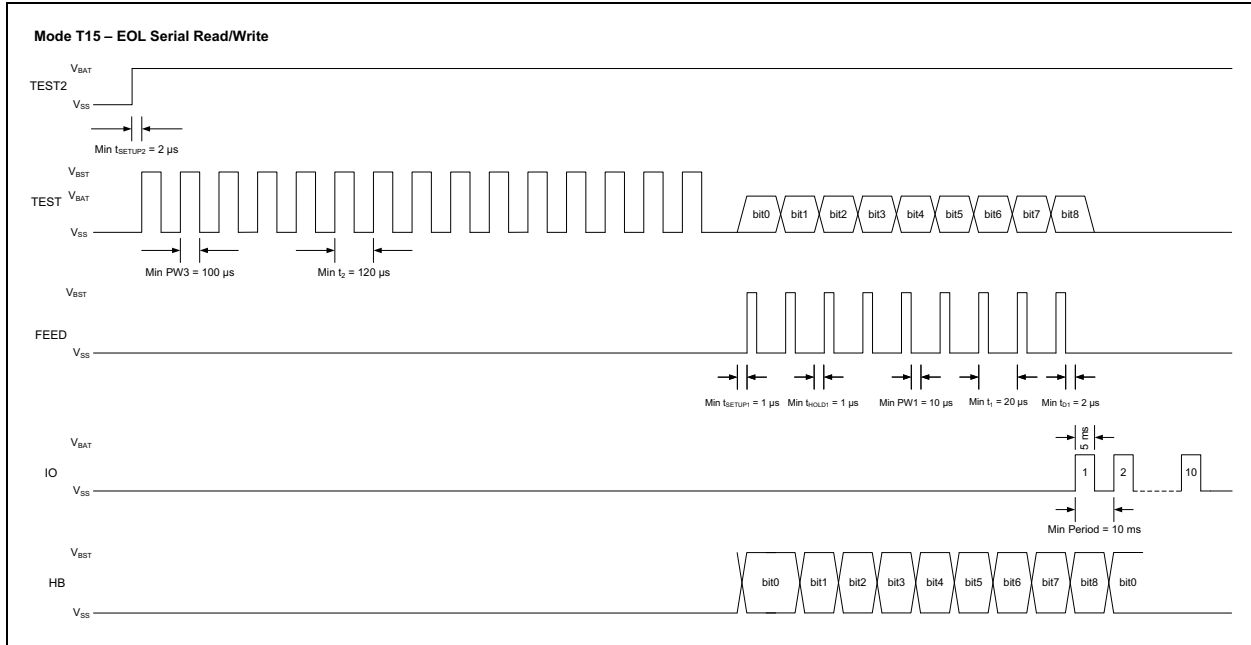 Mode T15 – EOL Serial Read/Write
VBAT
TEST2
VSS
Min tSETUP2 = 2 µs
VBST
TEST VBAT
VSS
bit0 bit1 bit2 bit3 bit4 bit5 bit6 bit7 bit8
Min PW3 = 100 µs Min t2 = 120 µs
VBST
FEED
VSS
Min tSETUP1 = 1 µs Min tHOLD1 = 1 µs Min PW1 = 10 µs Min t1 = 20 µs Min tD1 = 2 µs
VBAT
5 ms
IO
1 2 10
VSS
Min Period = 10 ms
VBST
HB
bit0 bit1 bit2 bit3 bit4 bit5 bit6 bit7 bit8 bit0
VSS